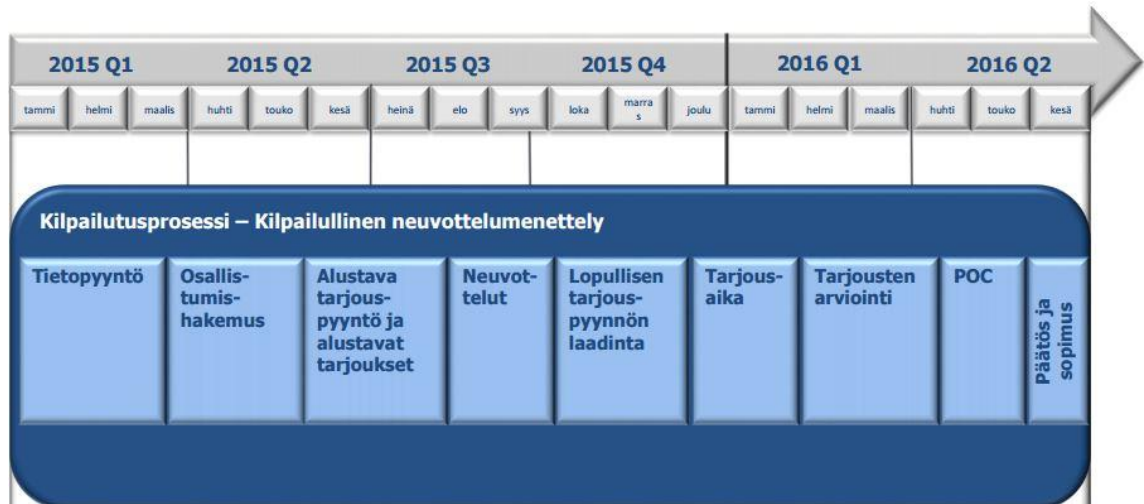 2015 Q1 2015 Q2 2015 Q3 2015 Q4 2016 Q1 2016 Q2
tammi helmi maalis huhti touko kesä heinä elo syys loka marra joulu tammi helmi maalis huhti touko kesä
s
Kilpailutusprosessi – Kilpailullinen neuvottelumenettely
Tietopyyntö
Osallis-
tumis-
hakemus
Alustava
tarjous-
pyyntö ja
alustavat
tarjoukset
Neuvot-
telut
Lopullisen
tarjous-
pyynnön
laadinta
Tarjous-
aika
Tarjousten
arviointi
POC
Päätös ja
sopimus